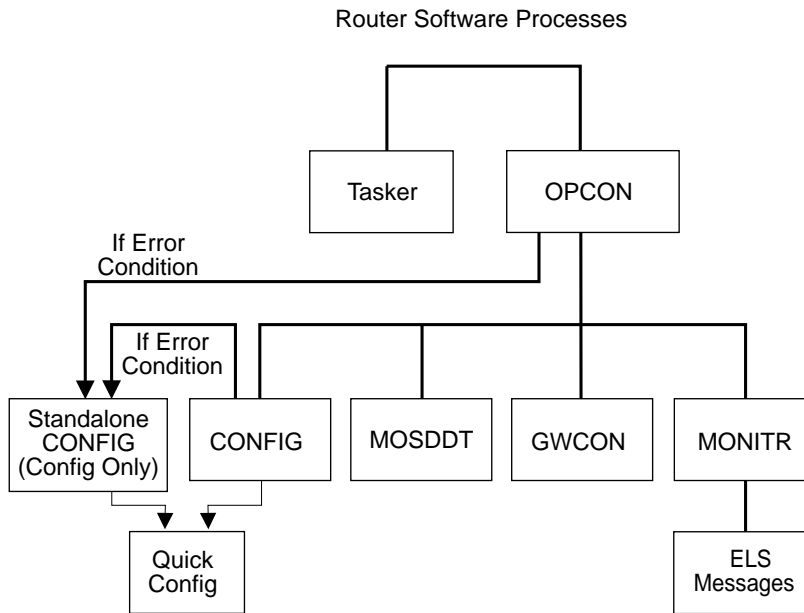 Router Software Processes
Tasker
OPCON
If Error
Condition
If Error
Condition
Standalone
CONFIG
(Config Only)
CONFIG
MOSDDT
GWCON
MONITR
Quick
Config
ELS
Messages